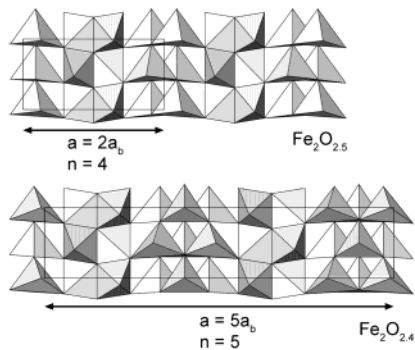 a = 2a_b
n = 4
Fe₂O₂.₅
a = 5a_b
n = 5
Fe₂O₂.₄